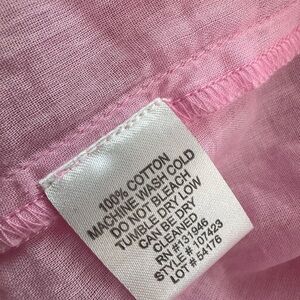 100% COTTON
MACHINE WASH COLD
DO NOT BLEACH
TUMBLE DRY LOW
CAN BE DRY
CLEANED
RN #131946
STYLE # 107423
LOT # 54176